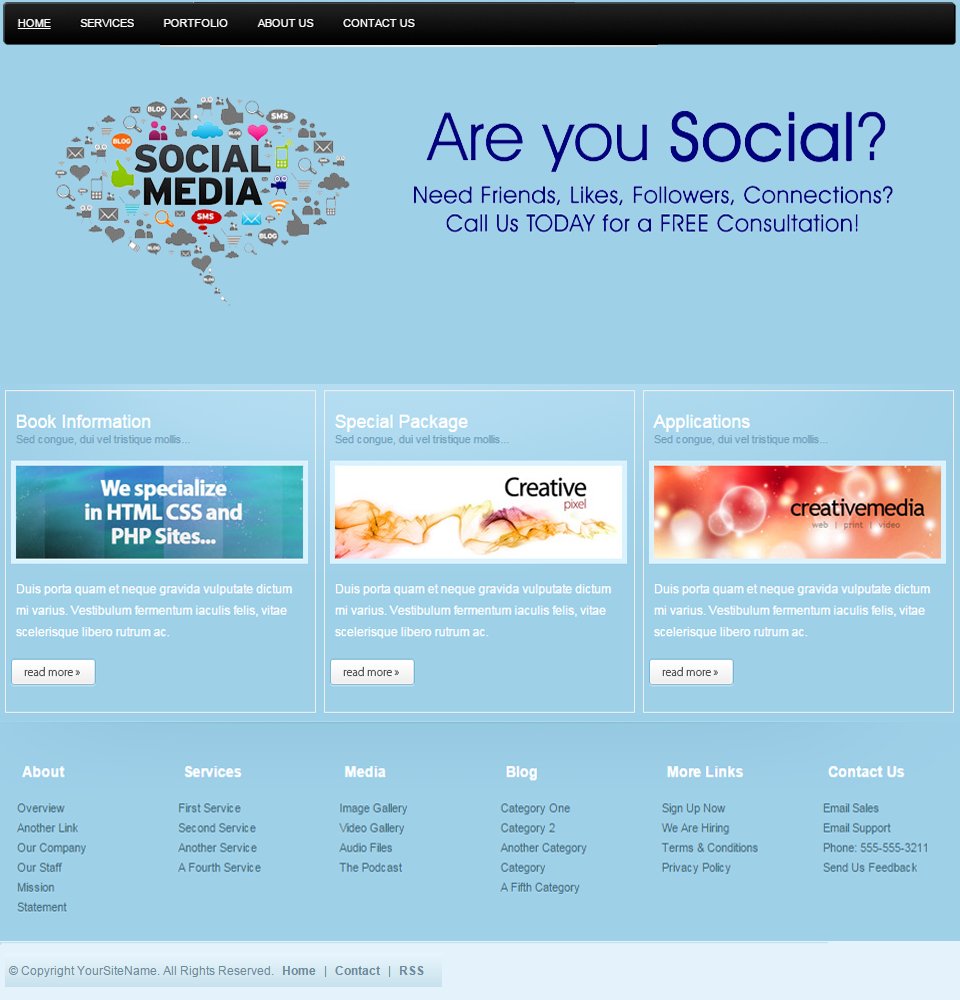 HOME SERVICES PORTFOLIO ABOUT US CONTACT US
BLOG
SMS
BLOG
BLOG
SOCIAL
MEDIA
SMS
BLOG
BLOG
BLOG
Are you Social?
Need Friends, Likes, Followers, Connections?
Call Us TODAY for a FREE Consultation!
Book Information
Sed congue, dui vel tristique mollis...
We specialize
in HTML CSS and
PHP Sites...
Duis porta quam et neque gravida vulputate dictum
mi varius. Vestibulum fermentum iaculis felis, vitae
scelerisque libero rutrum ac.
read more »
Special Package
Sed congue, dui vel tristique mollis...
Creative
pixel
Duis porta quam et neque gravida vulputate dictum
mi varius. Vestibulum fermentum iaculis felis, vitae
scelerisque libero rutrum ac.
read more »
Applications
Sed congue, dui vel tristique mollis...
creativemedia
web | print | video
Duis porta quam et neque gravida vulputate dictum
mi varius. Vestibulum fermentum iaculis felis, vitae
scelerisque libero rutrum ac.
read more »
About
Overview
Another Link
Our Company
Our Staff
Mission
Statement
Services
First Service
Second Service
Another Service
A Fourth Service
Media
Image Gallery
Video Gallery
Audio Files
The Podcast
Blog
Category One
Category 2
Another Category
Category
A Fifth Category
More Links
Sign Up Now
We Are Hiring
Terms & Conditions
Privacy Policy
Contact Us
Email Sales
Email Support
Phone: 555-555-3211
Send Us Feedback
© Copyright YourSiteName. All Rights Reserved. Home | Contact | RSS